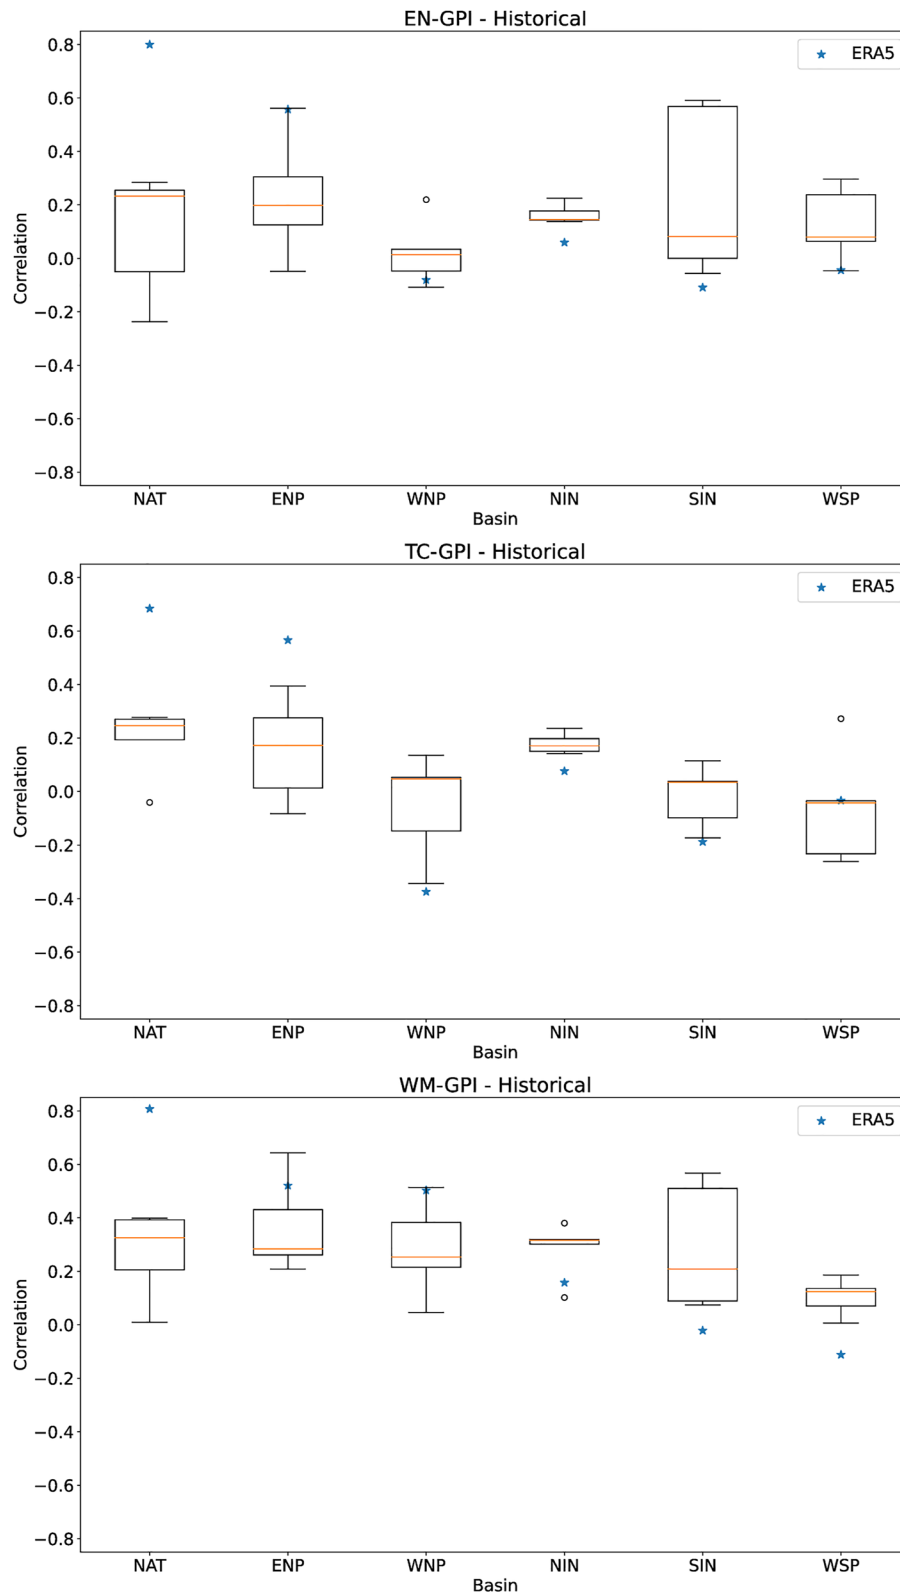 EN-GPI - Historical
ERA5
0.8
0.6
0.4
0.2
0.0
−0.2
−0.4
−0.6
−0.8
Correlation
NAT ENP WNP NIN SIN WSP
Basin
TC-GPI - Historical
ERA5
0.8
0.6
0.4
0.2
0.0
−0.2
−0.4
−0.6
−0.8
Correlation
NAT ENP WNP NIN SIN WSP
Basin
WM-GPI - Historical
ERA5
0.8
0.6
0.4
0.2
0.0
−0.2
−0.4
−0.6
−0.8
Correlation
NAT ENP WNP NIN SIN WSP
Basin